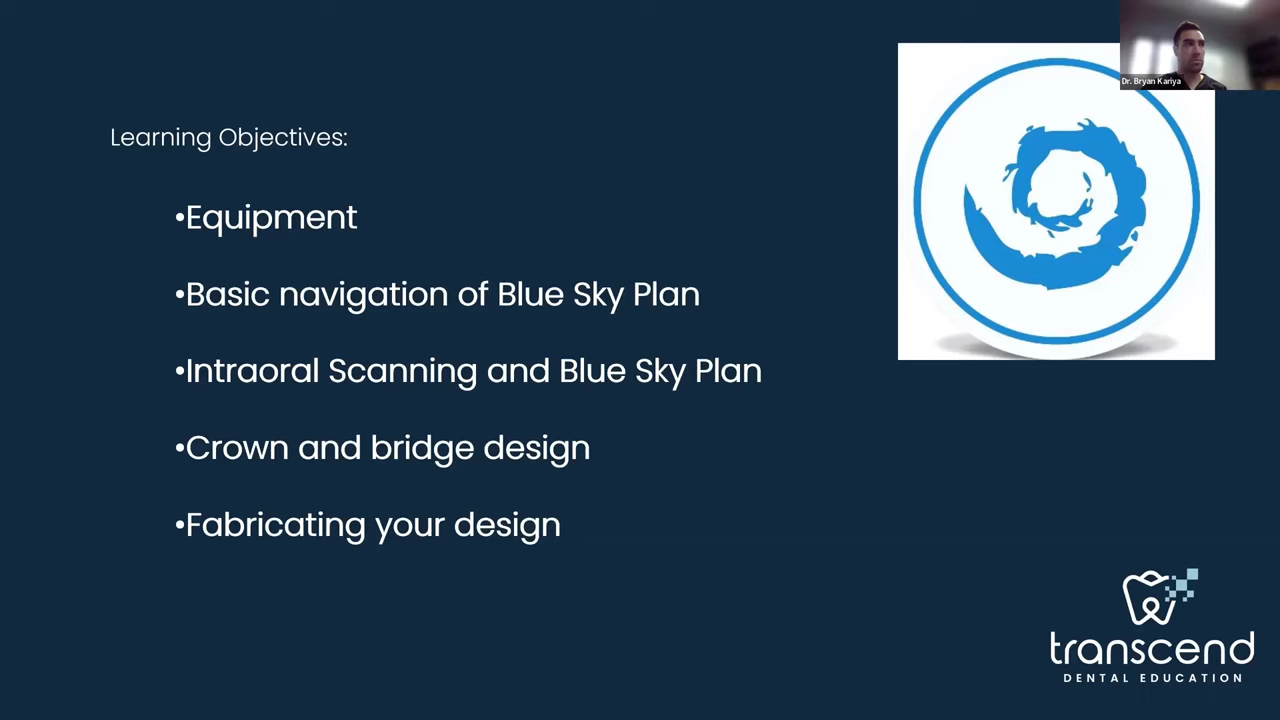 Dr. Bryan Kariya
Learning Objectives:
•Equipment
•Basic navigation of Blue Sky Plan
•Intraoral Scanning and Blue Sky Plan
•Crown and bridge design
•Fabricating your design
transcend
DENTAL EDUCATION